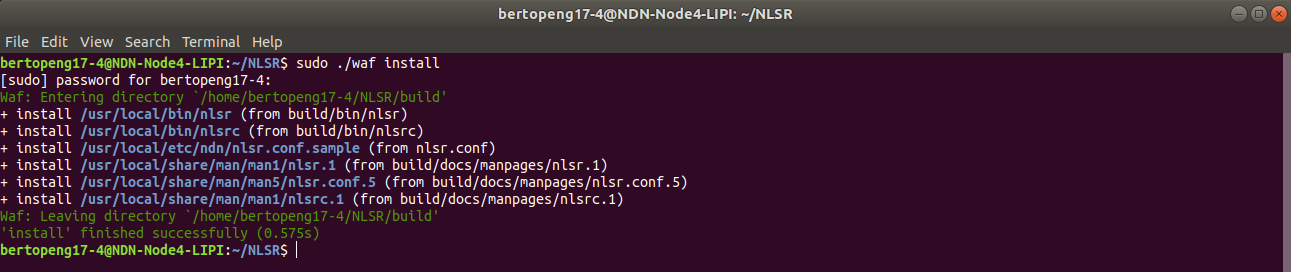 bertopeng17-4@NDN-Node4-LIPI: ~/NLSR
File Edit View Search Terminal Help
bertopeng17-4@NDN-Node4-LIPI:~/NLSR$ sudo ./waf install
[sudo] password for bertopeng17-4:
Waf: Entering directory `/home/bertopeng17-4/NLSR/build'
+ install /usr/local/bin/nlsr (from build/bin/nlsr)
+ install /usr/local/bin/nlsrc (from build/bin/nlsrc)
+ install /usr/local/etc/ndn/nlsr.conf.sample (from nlsr.conf)
+ install /usr/local/share/man/man1/nlsr.1 (from build/docs/manpages/nlsr.1)
+ install /usr/local/share/man/man5/nlsr.conf.5 (from build/docs/manpages/nlsr.conf.5)
+ install /usr/local/share/man/man1/nlsrc.1 (from build/docs/manpages/nlsrc.1)
Waf: Leaving directory `/home/bertopeng17-4/NLSR/build'
'install' finished successfully (0.575s)
bertopeng17-4@NDN-Node4-LIPI:~/NLSR$